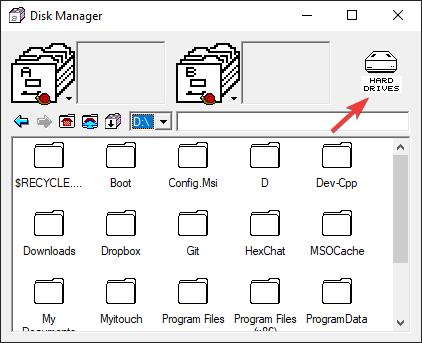 Disk Manager
A
B
HARD
DRIVES
D:\
$RECYCLE....
Boot
Config.Msi
D
Dev-Cpp
Downloads
Dropbox
Git
HexChat
MSOCache
My
Documents
Myitouch
Program Files
Program Files
(x86)
ProgramData